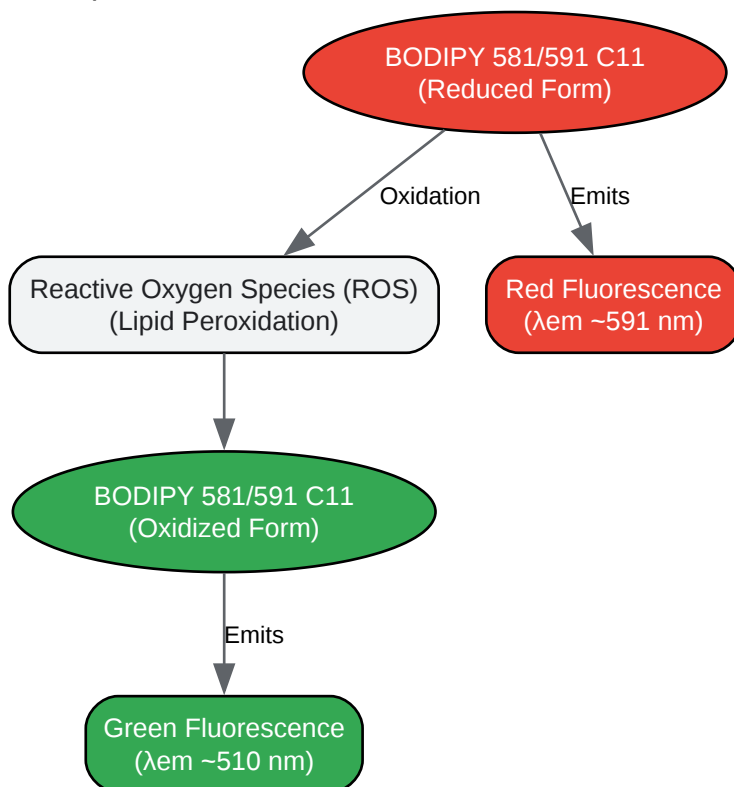 BODIPY 581/591 C11
(Reduced Form)
Oxidation
Emits
Reactive Oxygen Species (ROS)
(Lipid Peroxidation)
Red Fluorescence
(λem ~591 nm)
BODIPY 581/591 C11
(Oxidized Form)
Emits
Green Fluorescence
(λem ~510 nm)